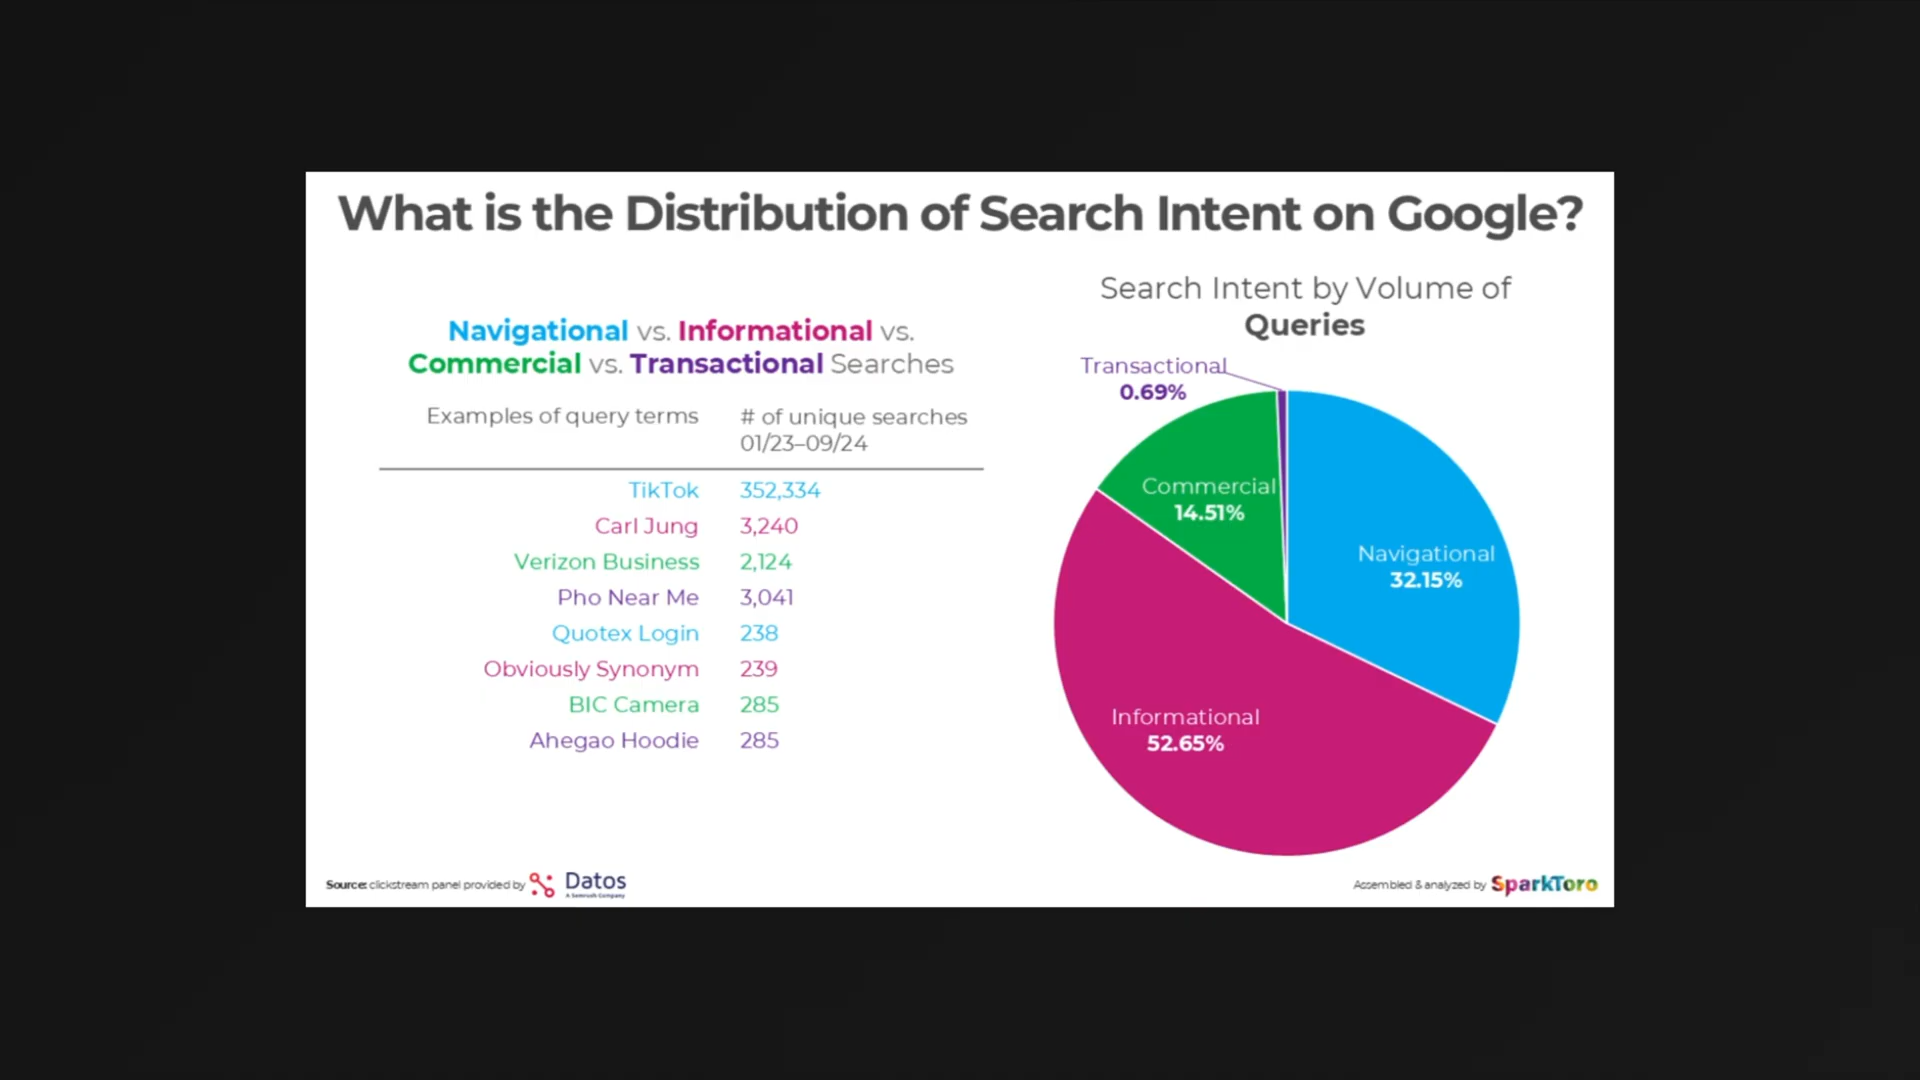 What is the Distribution of Search Intent on Google?
Navigational vs. Informational vs.
Commercial vs. Transactional Searches
Examples of query terms
# of unique searches
01/23–09/24
TikTok 352,334
Carl Jung 3,240
Verizon Business 2,124
Pho Near Me 3,041
Quotex Login 238
Obviously Synonym 239
BIC Camera 285
Ahegao Hoodie 285
Search Intent by Volume of
Queries
Transactional
0.69%
Commercial
14.51%
Navigational
32.15%
Informational
52.65%
Source: clickstream panel provided by Datos
A Semrush Company
Assembled & analyzed by SparkToro